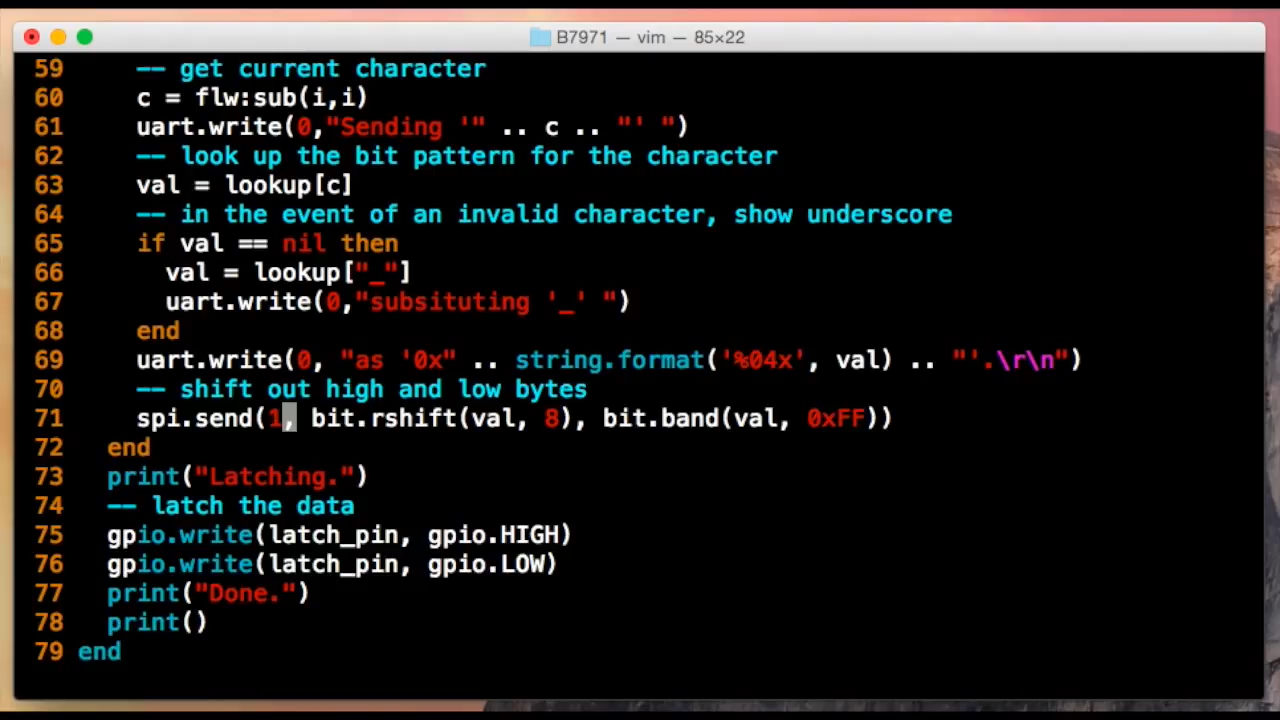 B7971 — vim — 85×22
59     -- get current character
60     c = flw:sub(i,i)
61     uart.write(0,"Sending '" .. c .. "' ")
62     -- look up the bit pattern for the character
63     val = lookup[c]
64     -- in the event of an invalid character, show underscore
65     if val == nil then
66       val = lookup["_"]
67       uart.write(0,"subsituting '_' ")
68     end
69     uart.write(0, "as '0x" .. string.format('%04x', val) .. "'.\r\n")
70     -- shift out high and low bytes
71     spi.send(1, bit.rshift(val, 8), bit.band(val, 0xFF))
72   end
73   print("Latching.")
74   -- latch the data
75   gpio.write(latch_pin, gpio.HIGH)
76   gpio.write(latch_pin, gpio.LOW)
77   print("Done.")
78   print()
79 end